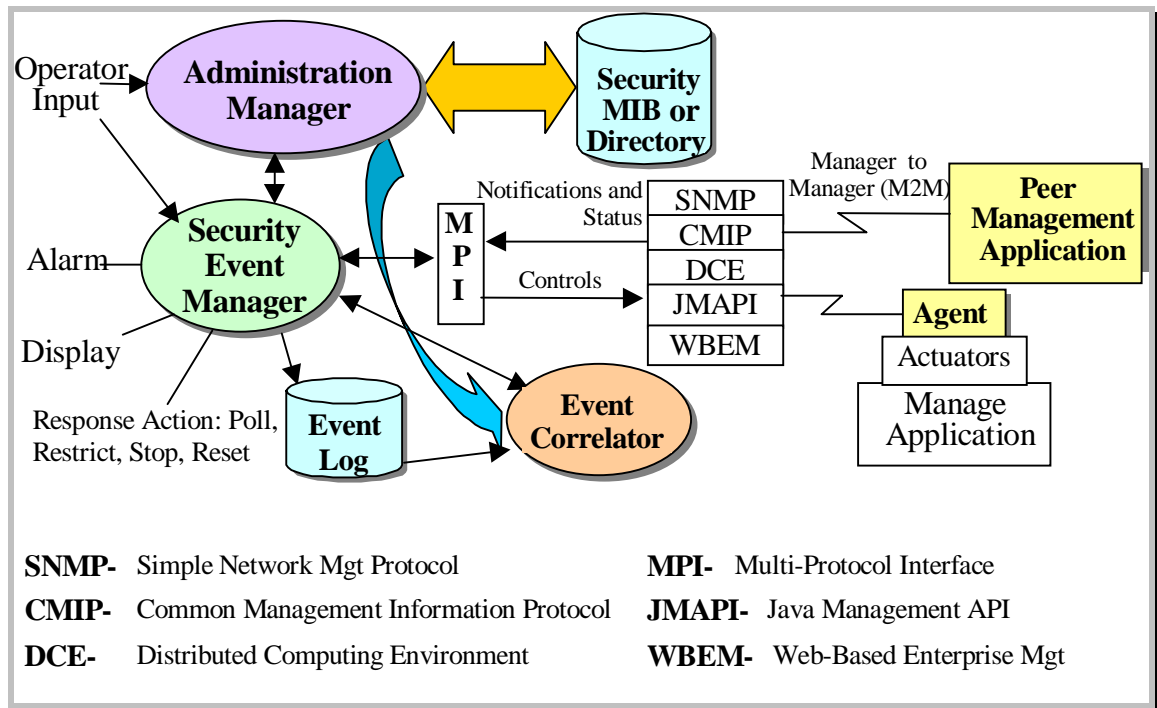 Operator
Input
Administration
Manager
Security
MIB or
Directory
Manager to
Manager (M2M)
Peer
Management
Application
Notifications and
Status
SNMP
CMIP
DCE
JMAPI
WBEM
M
P
I
Controls
Security
Event
Manager
Alarm
Display
Response Action: Poll,
Restrict, Stop, Reset
Event
Log
Event
Correlator
Agent
Actuators
Manage
Application
SNMP- Simple Network Mgt Protocol
MPI- Multi-Protocol Interface
CMIP- Common Management Information Protocol
JMAPI- Java Management API
DCE- Distributed Computing Environment
WBEM- Web-Based Enterprise Mgt